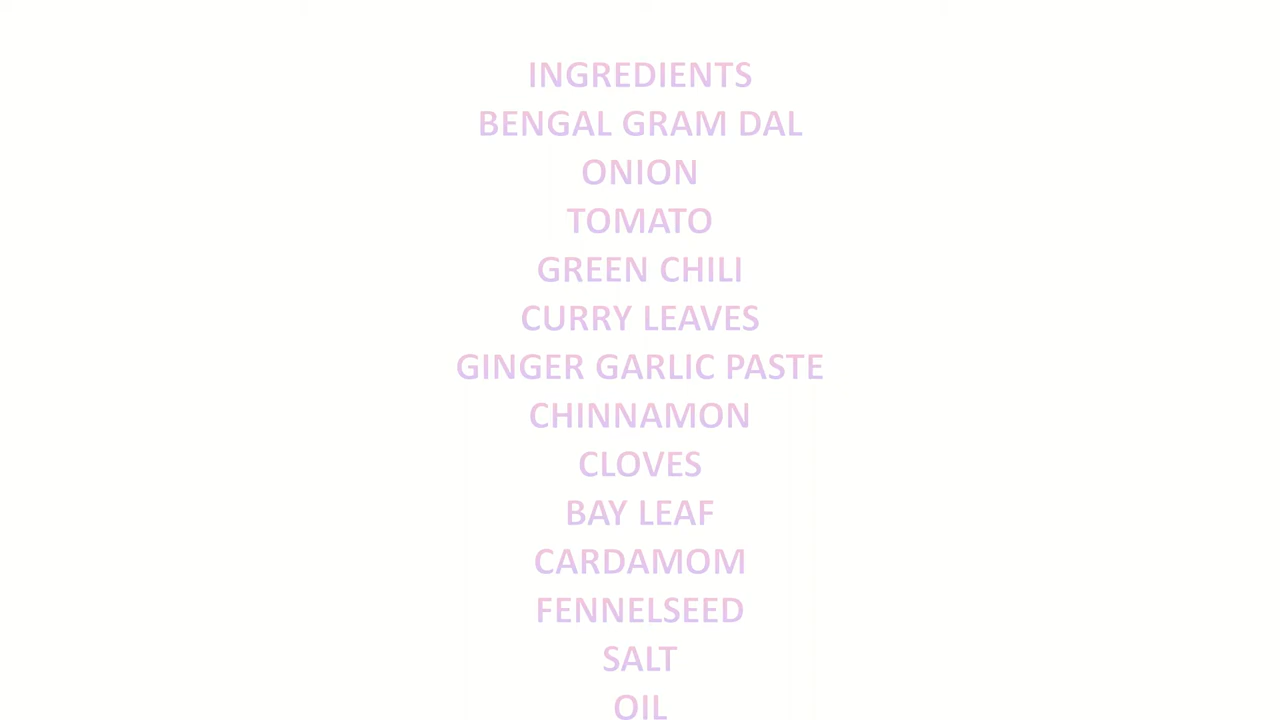 INGREDIENTS
BENGAL GRAM DAL
ONION
TOMATO
GREEN CHILI
CURRY LEAVES
GINGER GARLIC PASTE
CHINNAMON
CLOVES
BAY LEAF
CARDAMOM
FENNELSEED
SALT
OIL